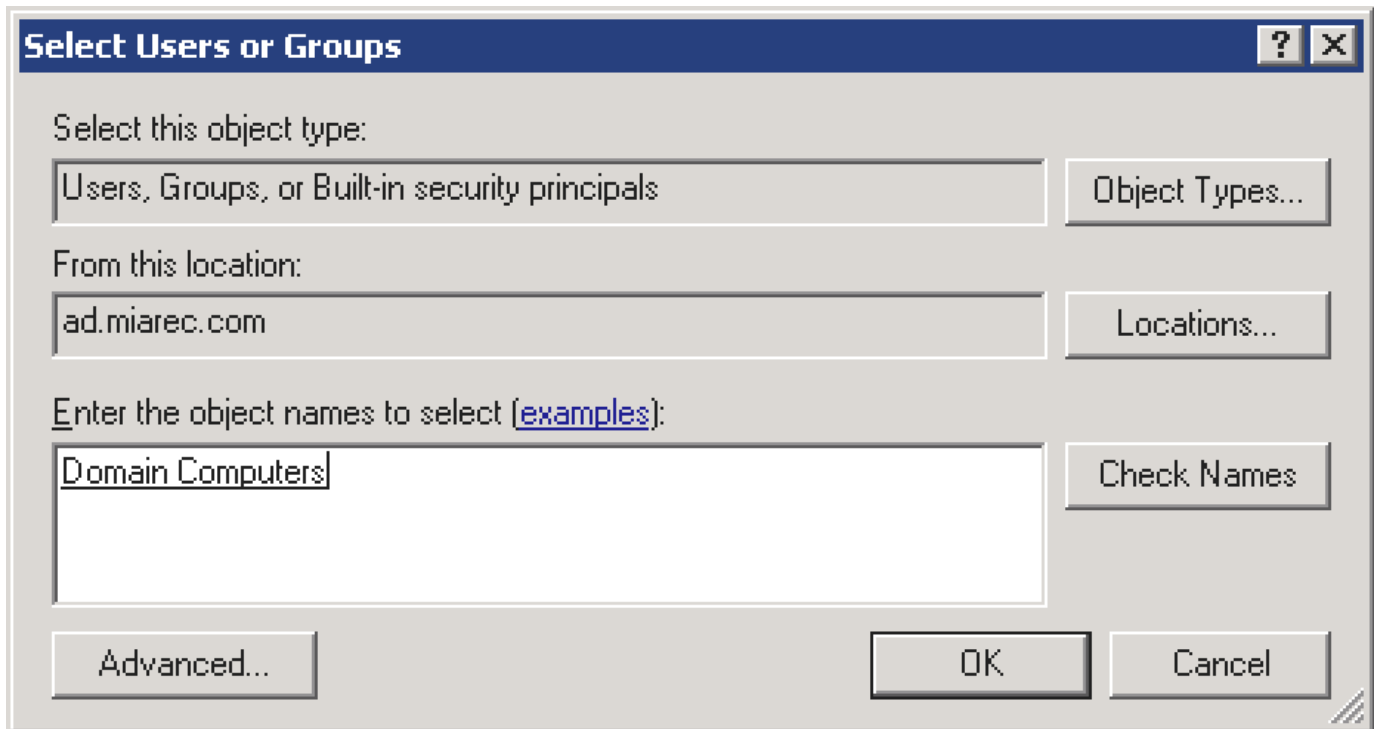 Select Users or Groups
Select this object type:
Users, Groups, or Built-in security principals
Object Types...
From this location:
ad.miarec.com
Locations...
Enter the object names to select (examples):
Domain Computers
Check Names
Advanced...
OK
Cancel